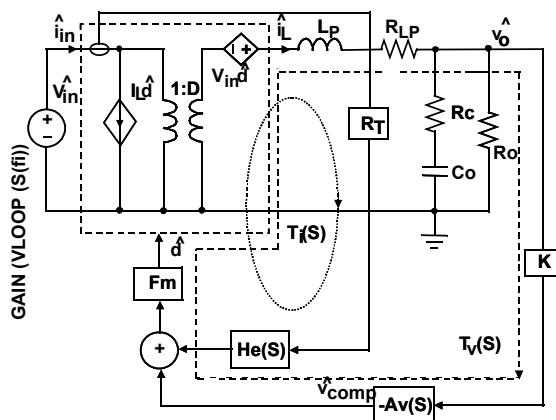 î_in
î_L
L_P
R_LP
v̂_o
V̂_in
I_L d̂
1:D
V_in d̂
+
−
R_T
Rc
Co
Ro
T_i(S)
d̂
K
Fm
+
He(S)
T_v(S)
v̂_comp
-Av(S)
GAIN (VLOOP (S(fi))